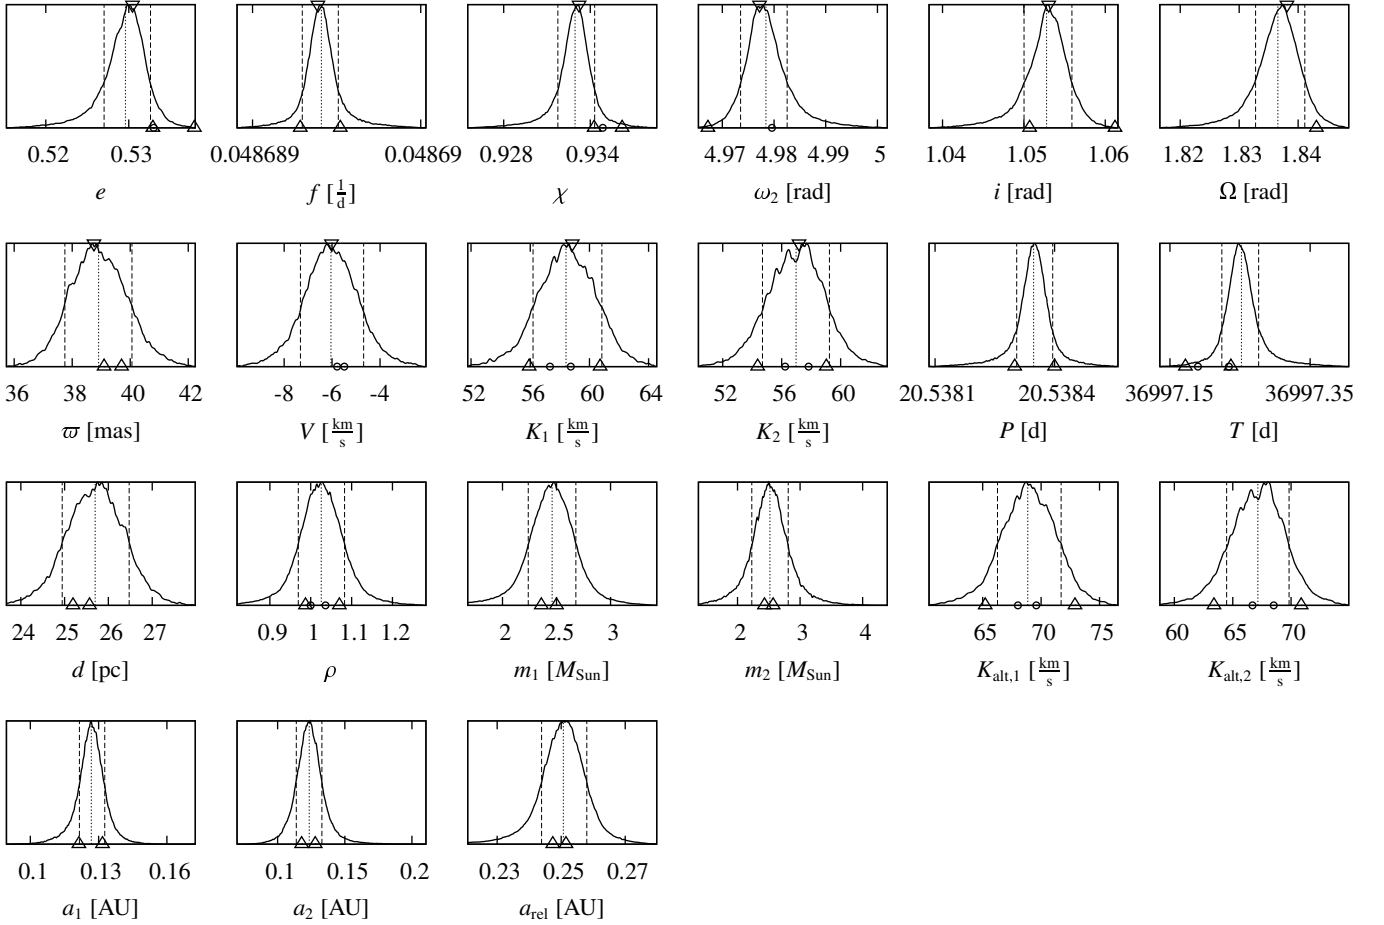 0.52 0.53 0.048689 0.04869 0.928 0.934 4.97 4.98 4.99 5 1.04 1.05 1.06 1.82 1.83 1.84
e f [1/d] χ ω₂ [rad] i [rad] Ω [rad]
36 38 40 42 -8 -6 -4 52 56 60 64 52 56 60 20.5381 20.5384 36997.15 36997.35
ϖ [mas] V [km/s] K₁ [km/s] K₂ [km/s] P [d] T [d]
24 25 26 27 0.9 1 1.1 1.2 2 2.5 3 2 3 4 65 70 75 60 65 70
d [pc] ρ m₁ [M_Sun] m₂ [M_Sun] K_alt,1 [km/s] K_alt,2 [km/s]
0.1 0.13 0.16 0.1 0.15 0.2 0.23 0.25 0.27
a₁ [AU] a₂ [AU] a_rel [AU]